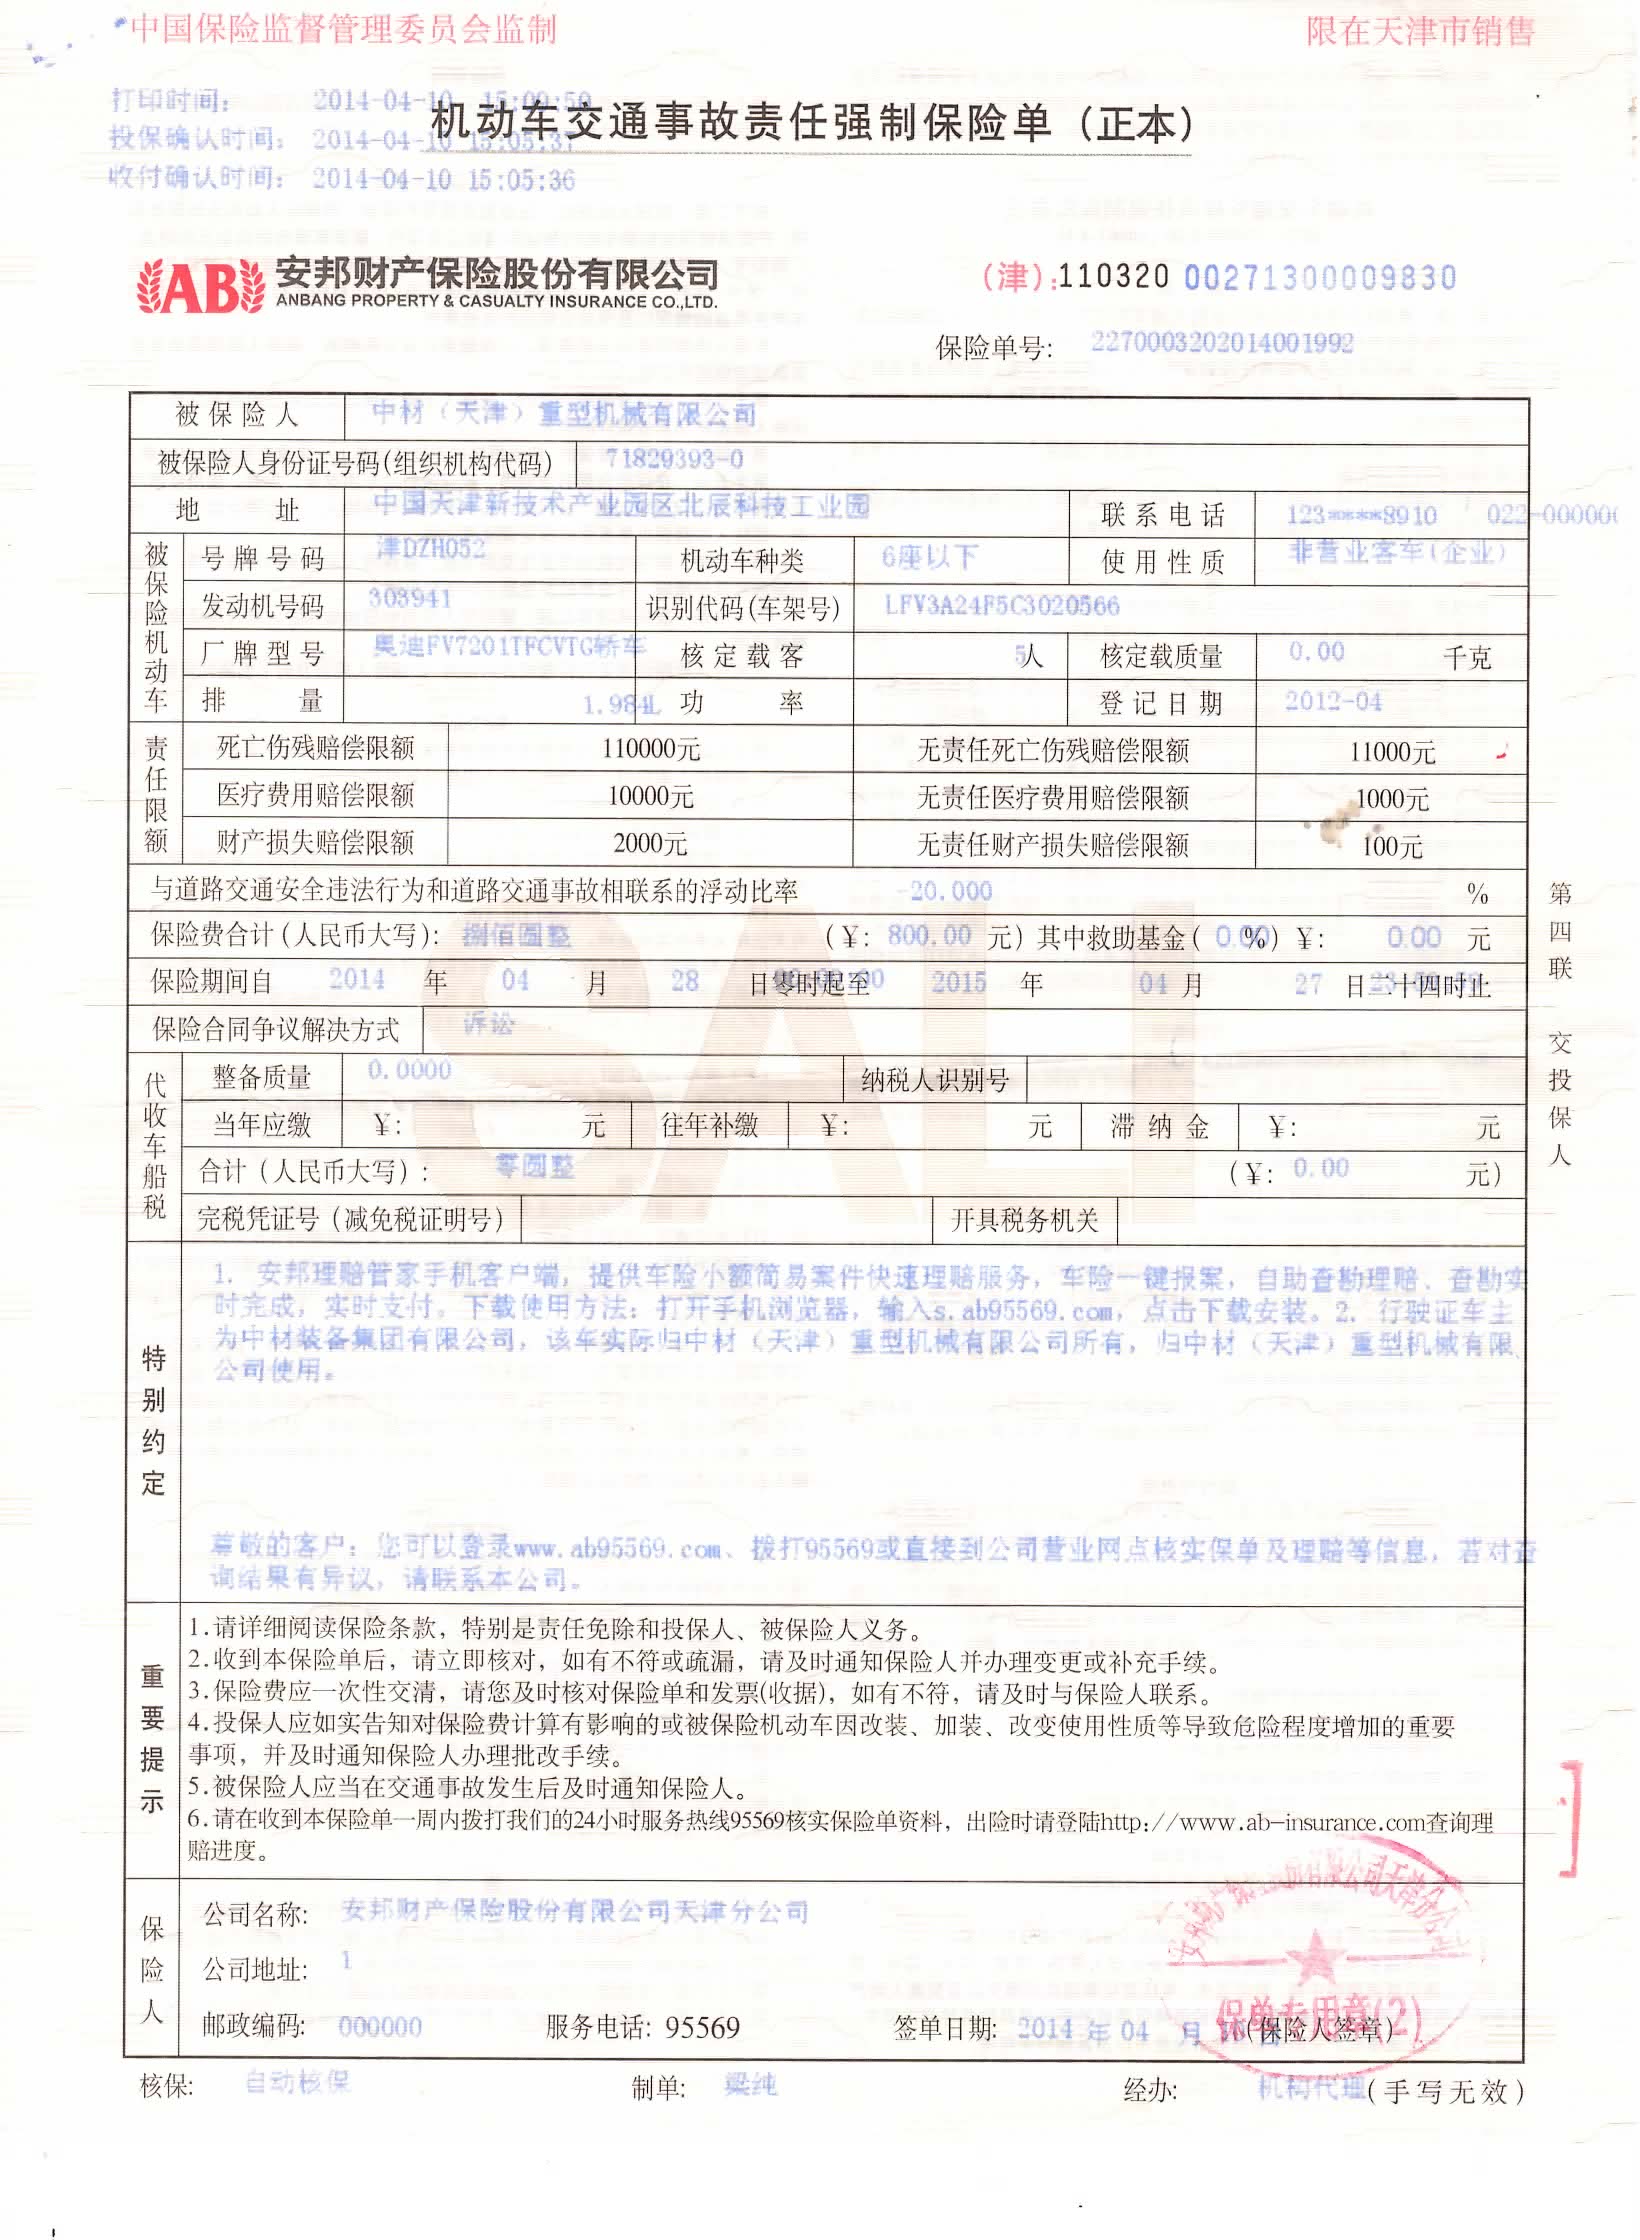 中国保险监督管理委员会监制 限在天津市销售
打印时间: 2014-04-10 15:09:50
机动车交通事故责任强制保险单（正本）
投保确认时间: 2014-04-10 15:05:37
收付确认时间: 2014-04-10 15:05:36
AB 安邦财产保险股份有限公司
ANBANG PROPERTY & CASUALTY INSURANCE CO.,LTD.
(津):110320 00271300009830
保险单号: 2270003202014001992
被保险人 中材（天津）重型机械有限公司
被保险人身份证号码(组织机构代码) 71829393-0
地址 中国天津新技术产业园区北辰科技工业园 联系电话 123****8910 022-000000
被保险机动车
号牌号码 津DZH052 机动车种类 6座以下 使用性质 非营业客车(企业)
发动机号码 303941 识别代码(车架号) LFV3A24F5C3020566
厂牌型号 奥迪FV7201TFCVTG轿车 核定载客 5人 核定载质量 0.00 千克
排量 1.984L 功率 登记日期 2012-04
责任限额
死亡伤残赔偿限额 110000元 无责任死亡伤残赔偿限额 11000元
医疗费用赔偿限额 10000元 无责任医疗费用赔偿限额 1000元
财产损失赔偿限额 2000元 无责任财产损失赔偿限额 100元
与道路交通安全违法行为和道路交通事故相联系的浮动比率 -20.000 %
保险费合计(人民币大写): 捌佰圆整 (¥: 800.00 元) 其中救助基金( 0.00%) ¥: 0.00 元
保险期间自 2014 年 04 月 28 日零时起至 2015 年 04 月 27 日二十四时止
保险合同争议解决方式 诉讼
代收车船税
整备质量 0.0000 纳税人识别号
当年应缴 ¥: 元 往年补缴 ¥: 元 滞纳金 ¥: 元
合计 (人民币大写): 零圆整 (¥: 0.00 元)
完税凭证号 (减免税证明号) 开具税务机关
SALI
第四联 交投保人
特别约定
1. 安邦理赔管家手机客户端，提供车险小额简易案件快速理赔服务，车险一键报案，自助查勘理赔、查勘实
时完成，实时支付。下载使用方法：打开手机浏览器，输入s.ab95569.com，点击下载安装。2. 行驶证车主
为中材装备集团有限公司，该车实际归中材（天津）重型机械有限公司所有，归中材（天津）重型机械有限
公司使用。
尊敬的客户：您可以登录www.ab95569.com、拨打95569或直接到公司营业网点核实保单及理赔等信息，若对查
询结果有异议，请联系本公司。
重要提示
1.请详细阅读保险条款，特别是责任免除和投保人、被保险人义务。
2.收到本保险单后，请立即核对，如有不符或疏漏，请及时通知保险人并办理变更或补充手续。
3.保险费应一次性交清，请您及时核对保险单和发票(收据)，如有不符，请及时与保险人联系。
4.投保人应如实告知对保险费计算有影响的或被保险机动车因改装、加装、改变使用性质等导致危险程度增加的重要
事项，并及时通知保险人办理批改手续。
5.被保险人应当在交通事故发生后及时通知保险人。
6.请在收到本保险单一周内拨打我们的24小时服务热线95569核实保险单资料，出险时请登陆http://www.ab-insurance.com查询理
赔进度。
保险人
公司名称: 安邦财产保险股份有限公司天津分公司
公司地址: 1
邮政编码: 000000 服务电话: 95569 签单日期: 2014 年 04 月 (保险人签章)
保单专用章(2)
核保: 自动核保 制单: 梁纯 经办: 机构代理(手写无效)